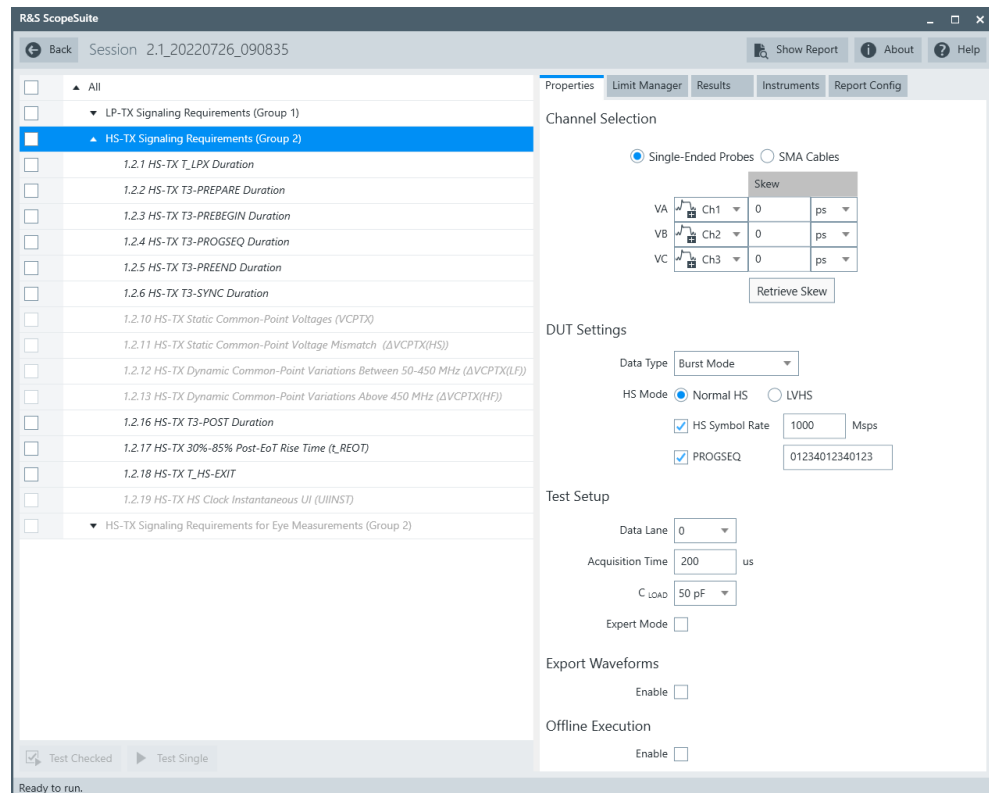 R&S ScopeSuite
Back Session 2.1_20220726_090835 Show Report About Help
All
LP-TX Signaling Requirements (Group 1)
HS-TX Signaling Requirements (Group 2)
1.2.1 HS-TX T_LPX Duration
1.2.2 HS-TX T3-PREPARE Duration
1.2.3 HS-TX T3-PREBEGIN Duration
1.2.4 HS-TX T3-PROGSEQ Duration
1.2.5 HS-TX T3-PREEND Duration
1.2.6 HS-TX T3-SYNC Duration
1.2.10 HS-TX Static Common-Point Voltages (VCPTX)
1.2.11 HS-TX Static Common-Point Voltage Mismatch (ΔVCPTX(HS))
1.2.12 HS-TX Dynamic Common-Point Variations Between 50-450 MHz (ΔVCPTX(LF))
1.2.13 HS-TX Dynamic Common-Point Variations Above 450 MHz (ΔVCPTX(HF))
1.2.16 HS-TX T3-POST Duration
1.2.17 HS-TX 30%-85% Post-EoT Rise Time (t_REOT)
1.2.18 HS-TX T_HS-EXIT
1.2.19 HS-TX HS Clock Instantaneous UI (UIINST)
HS-TX Signaling Requirements for Eye Measurements (Group 2)
Test Checked Test Single
Ready to run.
Properties Limit Manager Results Instruments Report Config
Channel Selection
Single-Ended Probes SMA Cables
Skew
VA Ch1 0 ps
VB Ch2 0 ps
VC Ch3 0 ps
Retrieve Skew
DUT Settings
Data Type Burst Mode
HS Mode Normal HS LVHS
HS Symbol Rate 1000 Msps
PROGSEQ 01234012340123
Test Setup
Data Lane 0
Acquisition Time 200 us
C LOAD 50 pF
Expert Mode
Export Waveforms
Enable
Offline Execution
Enable